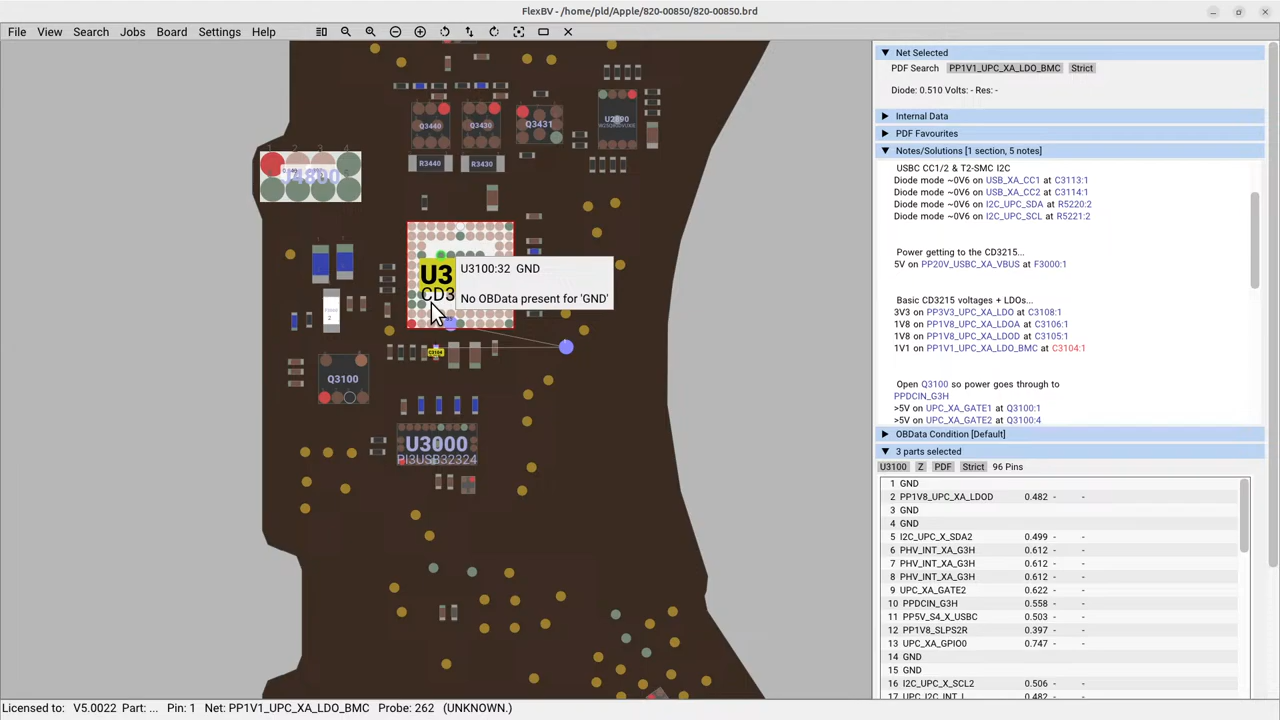 FlexBV - /home/pld/Apple/820-00850/820-00850.brd
File View Search Jobs Board Settings Help
Net Selected
PDF Search PP1V1_UPC_XA_LDO_BMC Strict
Diode: 0.510 Volts: - Res: -
Internal Data
PDF Favourites
Notes/Solutions [1 section, 5 notes]
USBC CC1/2 & T2-SMC I2C
Diode mode ~0V6 on USB_XA_CC1 at C3113:1
Diode mode ~0V6 on USB_XA_CC2 at C3114:1
Diode mode ~0V6 on I2C_UPC_SDA at R5220:2
Diode mode ~0V6 on I2C_UPC_SCL at R5221:2
Power getting to the CD3215...
5V on PP20V_USBC_XA_VBUS at F3000:1
Basic CD3215 voltages + LDOs...
3V3 on PP3V3_UPC_XA_LDO at C3108:1
1V8 on PP1V8_UPC_XA_LDOA at C3106:1
1V8 on PP1V8_UPC_XA_LDOD at C3105:1
1V1 on PP1V1_UPC_XA_LDO_BMC at C3104:1
Open Q3100 so power goes through to
PPDCIN_G3H
>5V on UPC_XA_GATE1 at Q3100:1
>5V on UPC_XA_GATE2 at Q3100:4
OBData Condition [Default]
3 parts selected
U3100 Z PDF Strict 96 Pins
1 GND
2 PP1V8_UPC_XA_LDOD 0.482 - -
3 GND
4 GND
5 I2C_UPC_X_SDA2 0.499 - -
6 PHV_INT_XA_G3H 0.612 - -
7 PHV_INT_XA_G3H 0.612 - -
8 PHV_INT_XA_G3H 0.612 - -
9 UPC_XA_GATE2 0.622 - -
10 PPDCIN_G3H 0.558 - -
11 PP5V_S4_X_USBC 0.503 - -
12 PP1V8_SLPS2R 0.397 - -
13 UPC_XA_GPIO0 0.747 - -
14 GND
15 GND
16 I2C_UPC_X_SCL2 0.506 - -
17 UPC_I2C_INT_L 0.482 - -
Q3440
Q3430
Q3431
U2890
R3440
R3430
1 2 3 4
J4800
U3
CD3
U3100:32 GND
No OBData present for 'GND'
C3104
Q3100
U3000
PI3USB32324
Licensed to: V5.0022 Part: ... Pin: 1 Net: PP1V1_UPC_XA_LDO_BMC Probe: 262 (UNKNOWN.)